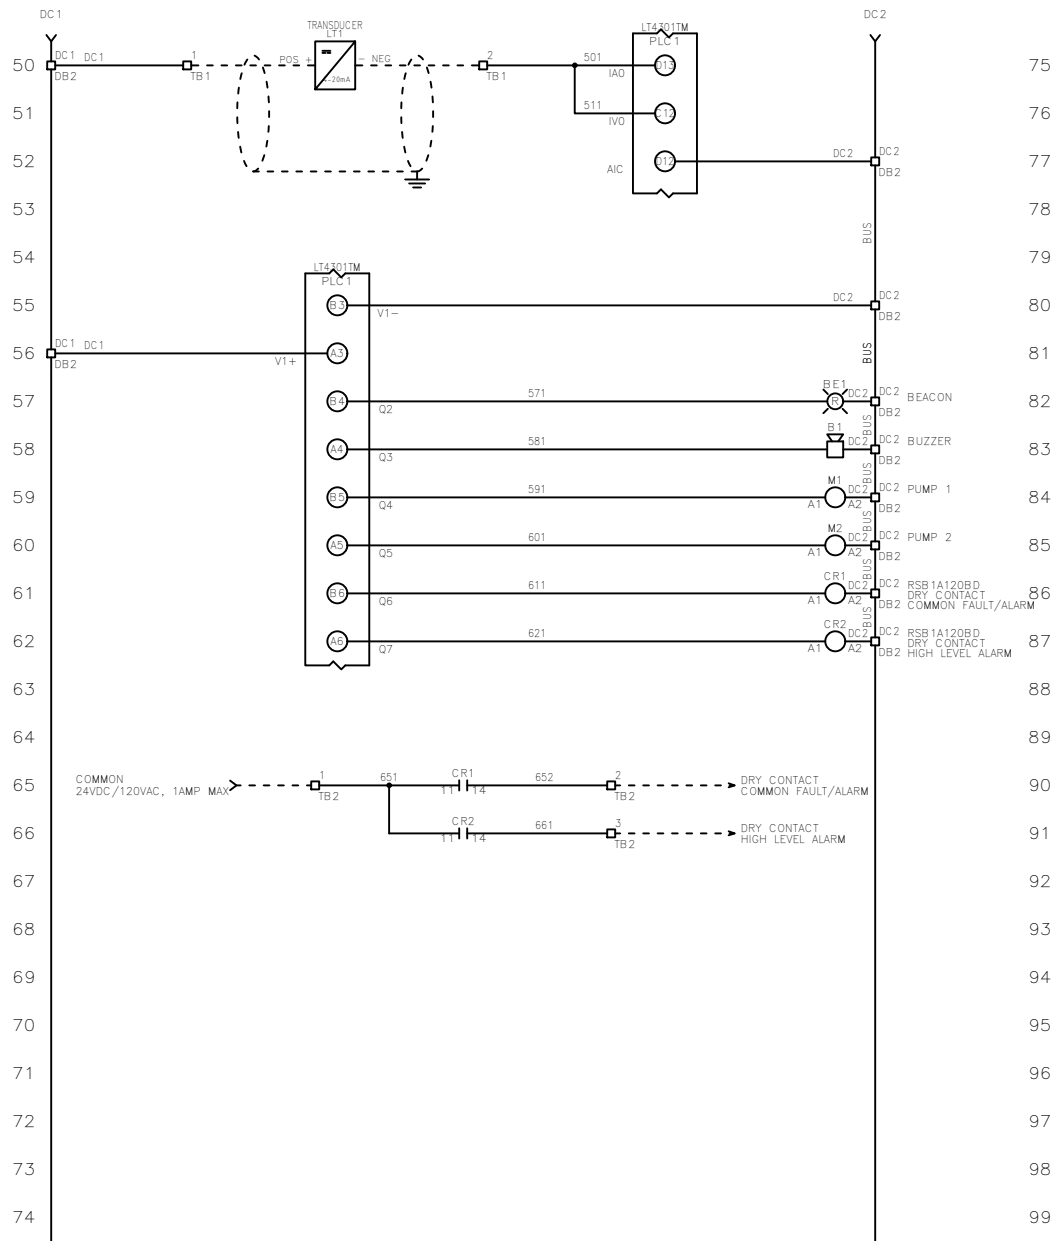 DC1
DC2
TRANSDUCER
LT1
LT4301TM
PLC1
50
DC1 DC1
DB2
1
TB1
POS +
4-20mA
- NEG
2
TB1
501
IAO
D13
75
51
511
IVO
C12
76
52
AIC
D12
DC2
DC2
DB2
77
53
78
BUS
54
79
LT4301TM
PLC1
55
B3
V1-
DC2
DC2
DB2
80
56
DC1 DC1
DB2
V1+
A3
BUS
81
57
B4
Q2
571
BE1
R
DC2
DC2
DB2
BEACON
82
BUS
58
A4
Q3
581
B1
DC2
DC2
DB2
BUZZER
83
BUS
59
B5
Q4
591
M1
A1
DC2
A2
DC2
DB2
PUMP 1
84
BUS
60
A5
Q5
601
M2
A1
DC2
A2
DC2
DB2
PUMP 2
85
BUS
61
B6
Q6
611
CR1
A1
DC2
A2
DC2
DB2
RSB1A120BD
DRY CONTACT
COMMON FAULT/ALARM
86
BUS
62
A6
Q7
621
CR2
A1
DC2
A2
DC2
DB2
RSB1A120BD
DRY CONTACT
HIGH LEVEL ALARM
87
63
88
64
89
65
COMMON
24VDC/120VAC, 1AMP MAX
1
TB2
651
CR1
11 14
652
2
TB2
DRY CONTACT
COMMON FAULT/ALARM
90
66
CR2
11 14
661
3
TB2
DRY CONTACT
HIGH LEVEL ALARM
91
67
92
68
93
69
94
70
95
71
96
72
97
73
98
74
99